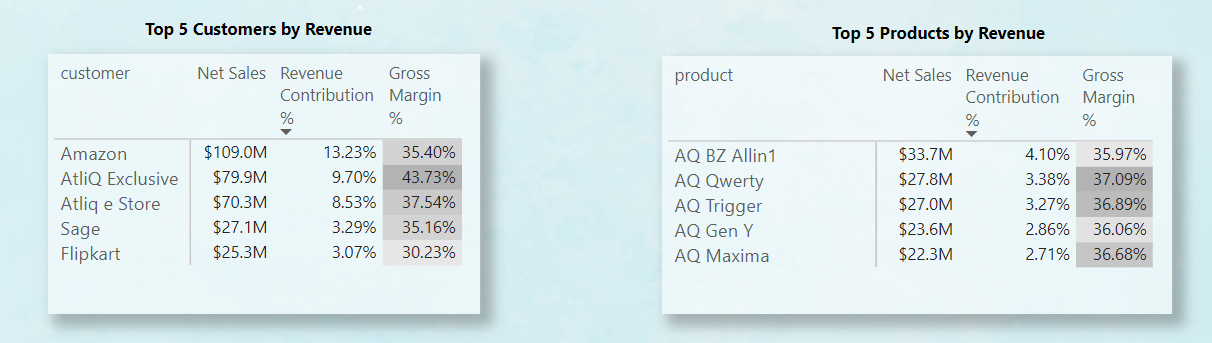 Top 5 Customers by Revenue
customer Net Sales Revenue Contribution % Gross Margin %
Amazon $109.0M 13.23% 35.40%
AtliQ Exclusive $79.9M 9.70% 43.73%
Atliq e Store $70.3M 8.53% 37.54%
Sage $27.1M 3.29% 35.16%
Flipkart $25.3M 3.07% 30.23%
Top 5 Products by Revenue
product Net Sales Revenue Contribution % Gross Margin %
AQ BZ Allin1 $33.7M 4.10% 35.97%
AQ Qwerty $27.8M 3.38% 37.09%
AQ Trigger $27.0M 3.27% 36.89%
AQ Gen Y $23.6M 2.86% 36.06%
AQ Maxima $22.3M 2.71% 36.68%